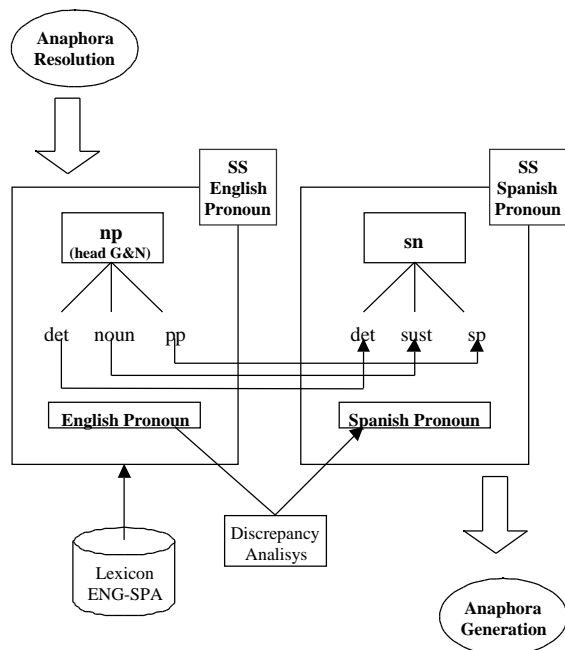 Anaphora
Resolution
SS
English
Pronoun
SS
Spanish
Pronoun
np
(head G&N)
sn
det noun pp
det sust sp
English Pronoun
Spanish Pronoun
Discrepancy
Analisys
Lexicon
ENG-SPA
Anaphora
Generation